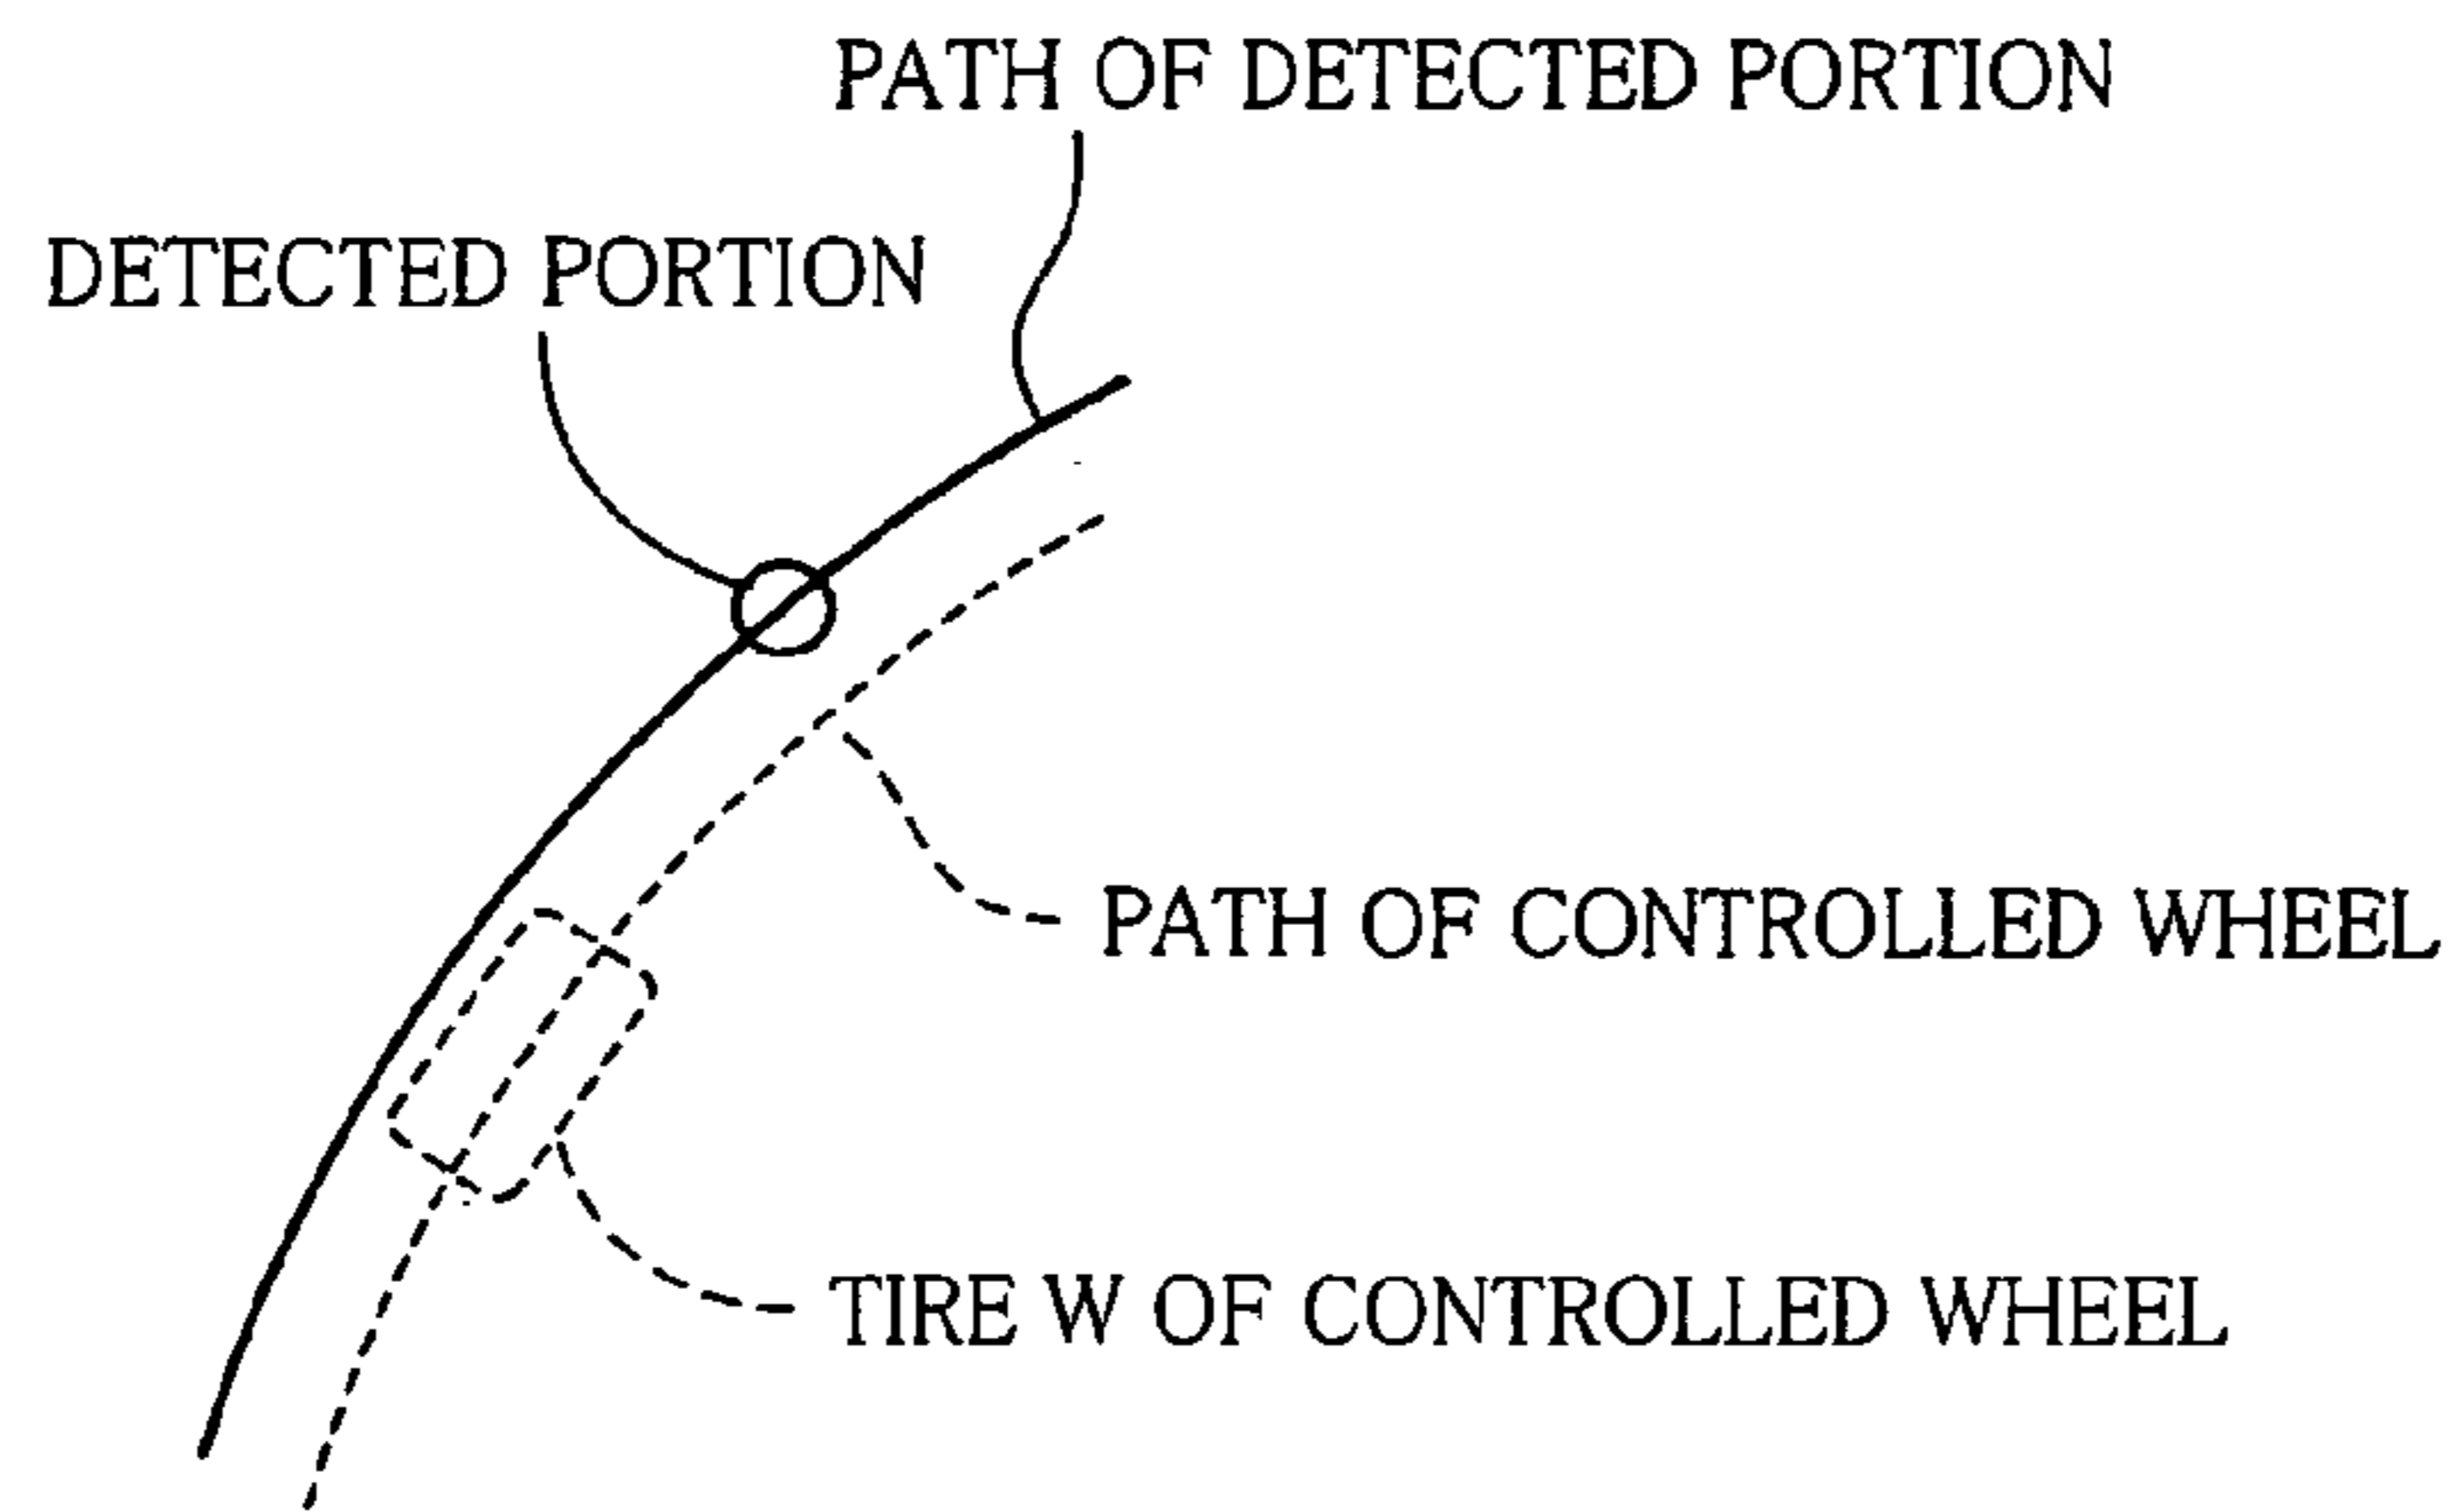 PATH OF DETECTED PORTION
DETECTED PORTION
PATH OF CONTROLLED WHEEL
TIRE W OF CONTROLLED WHEEL